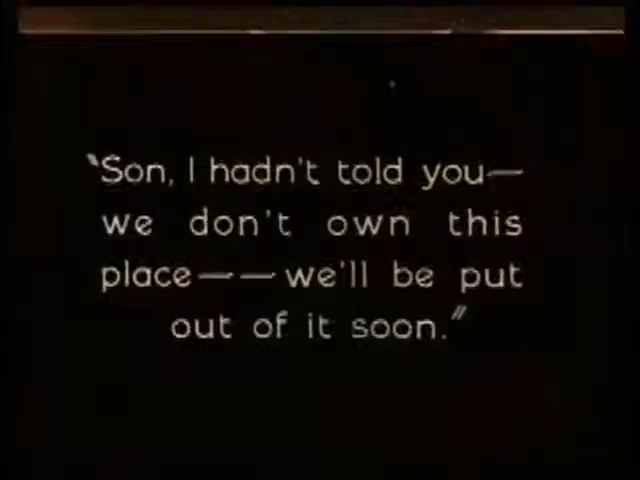 "Son, I hadn't told you—
we don't own this
place——we'll be put
out of it soon."